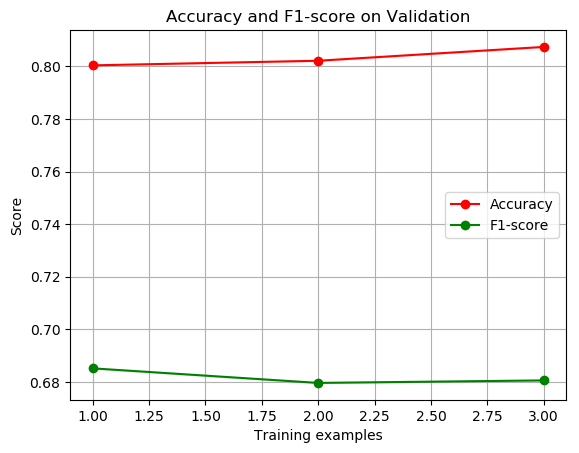 Accuracy and F1-score on Validation
0.80
0.78
0.76
0.74
0.72
0.70
0.68
Score
Accuracy
F1-score
1.00 1.25 1.50 1.75 2.00 2.25 2.50 2.75 3.00
Training examples